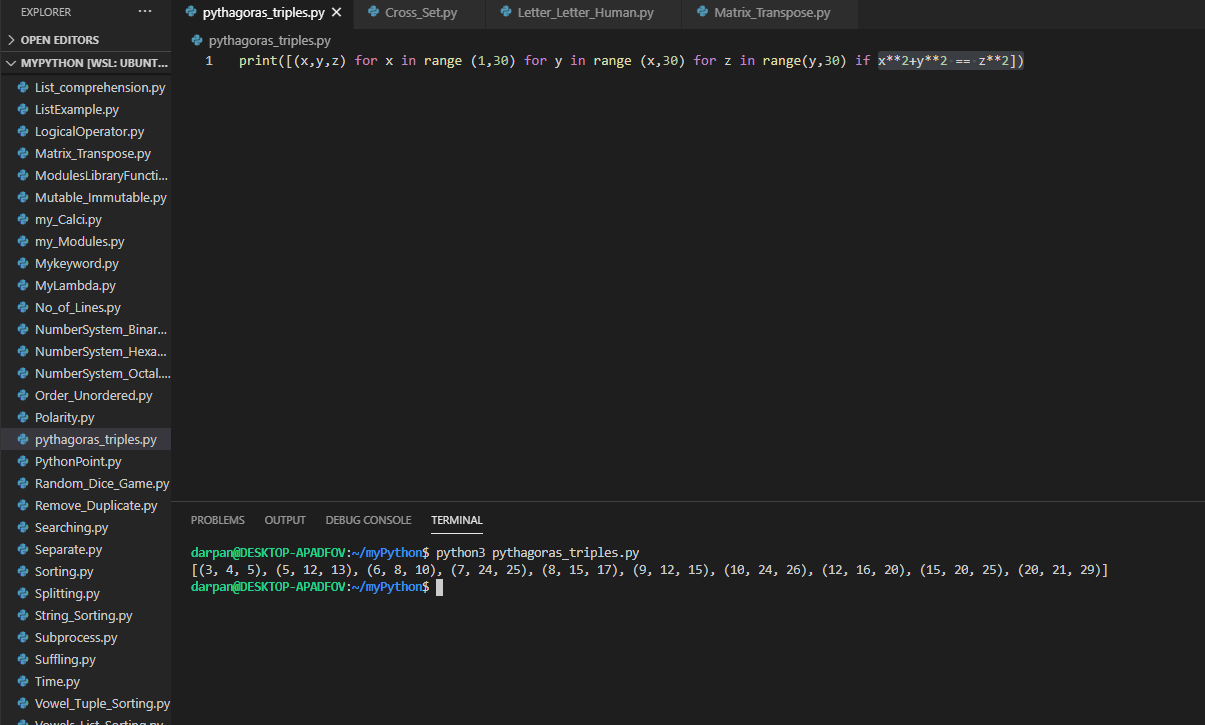 EXPLORER ···
OPEN EDITORS
MYPYTHON [WSL: UBUNT...
List_comprehension.py
ListExample.py
LogicalOperator.py
Matrix_Transpose.py
ModulesLibraryFuncti...
Mutable_Immutable.py
my_Calci.py
my_Modules.py
Mykeyword.py
MyLambda.py
No_of_Lines.py
NumberSystem_Binar...
NumberSystem_Hexa...
NumberSystem_Octal....
Order_Unordered.py
Polarity.py
pythagoras_triples.py
PythonPoint.py
Random_Dice_Game.py
Remove_Duplicate.py
Searching.py
Separate.py
Sorting.py
Splitting.py
String_Sorting.py
Subprocess.py
Suffling.py
Time.py
Vowel_Tuple_Sorting.py
Vowels_List_Sorting.py
pythagoras_triples.py Cross_Set.py Letter_Letter_Human.py Matrix_Transpose.py
pythagoras_triples.py
1 print([(x,y,z) for x in range (1,30) for y in range (x,30) for z in range(y,30) if x**2+y**2 == z**2])
PROBLEMS OUTPUT DEBUG CONSOLE TERMINAL
darpan@DESKTOP-APADFOV:~/myPython$ python3 pythagoras_triples.py
[(3, 4, 5), (5, 12, 13), (6, 8, 10), (7, 24, 25), (8, 15, 17), (9, 12, 15), (10, 24, 26), (12, 16, 20), (15, 20, 25), (20, 21, 29)]
darpan@DESKTOP-APADFOV:~/myPython$